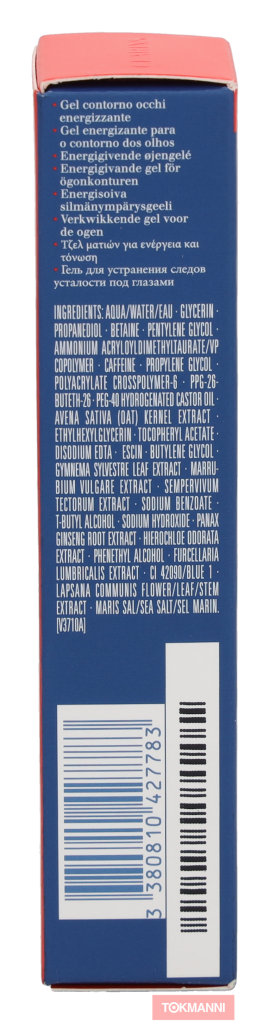 · Gel contorno occhi
energizzante
· Gel energizante para
o contorno dos olhos
· Energigivende øjengelé
· Energigivande gel för
ögonkonturen
· Energisoiva
silmänympärysgeeli
· Verkwikkende gel voor
de ogen
· Τζελ ματιών για ενέργεια και
τόνωση
· Гель для устранения следов
усталости под глазами
INGREDIENTS: AQUA/WATER/EAU · GLYCERIN ·
PROPANEDIOL · BETAINE · PENTYLENE GLYCOL ·
AMMONIUM ACRYLOYLDIMETHYLTAURATE/VP
COPOLYMER · CAFFEINE · PROPYLENE GLYCOL ·
POLYACRYLATE CROSSPOLYMER-6 · PPG-26-
BUTETH-26 · PEG-40 HYDROGENATED CASTOR OIL ·
AVENA SATIVA (OAT) KERNEL EXTRACT ·
ETHYLHEXYLGLYCERIN · TOCOPHERYL ACETATE ·
DISODIUM EDTA · ESCIN · BUTYLENE GLYCOL ·
GYMNEMA SYLVESTRE LEAF EXTRACT · MARRU-
BIUM VULGARE EXTRACT · SEMPERVIVUM
TECTORUM EXTRACT · SODIUM BENZOATE ·
T-BUTYL ALCOHOL · SODIUM HYDROXIDE · PANAX
GINSENG ROOT EXTRACT · HIEROCHLOE ODORATA
EXTRACT · PHENETHYL ALCOHOL · FURCELLARIA
LUMBRICALIS EXTRACT · CI 42090/BLUE 1 ·
LAPSANA COMMUNIS FLOWER/LEAF/STEM
EXTRACT · MARIS SAL/SEA SALT/SEL MARIN.
[V3710A]
3 380810 427783
TOKMANNI